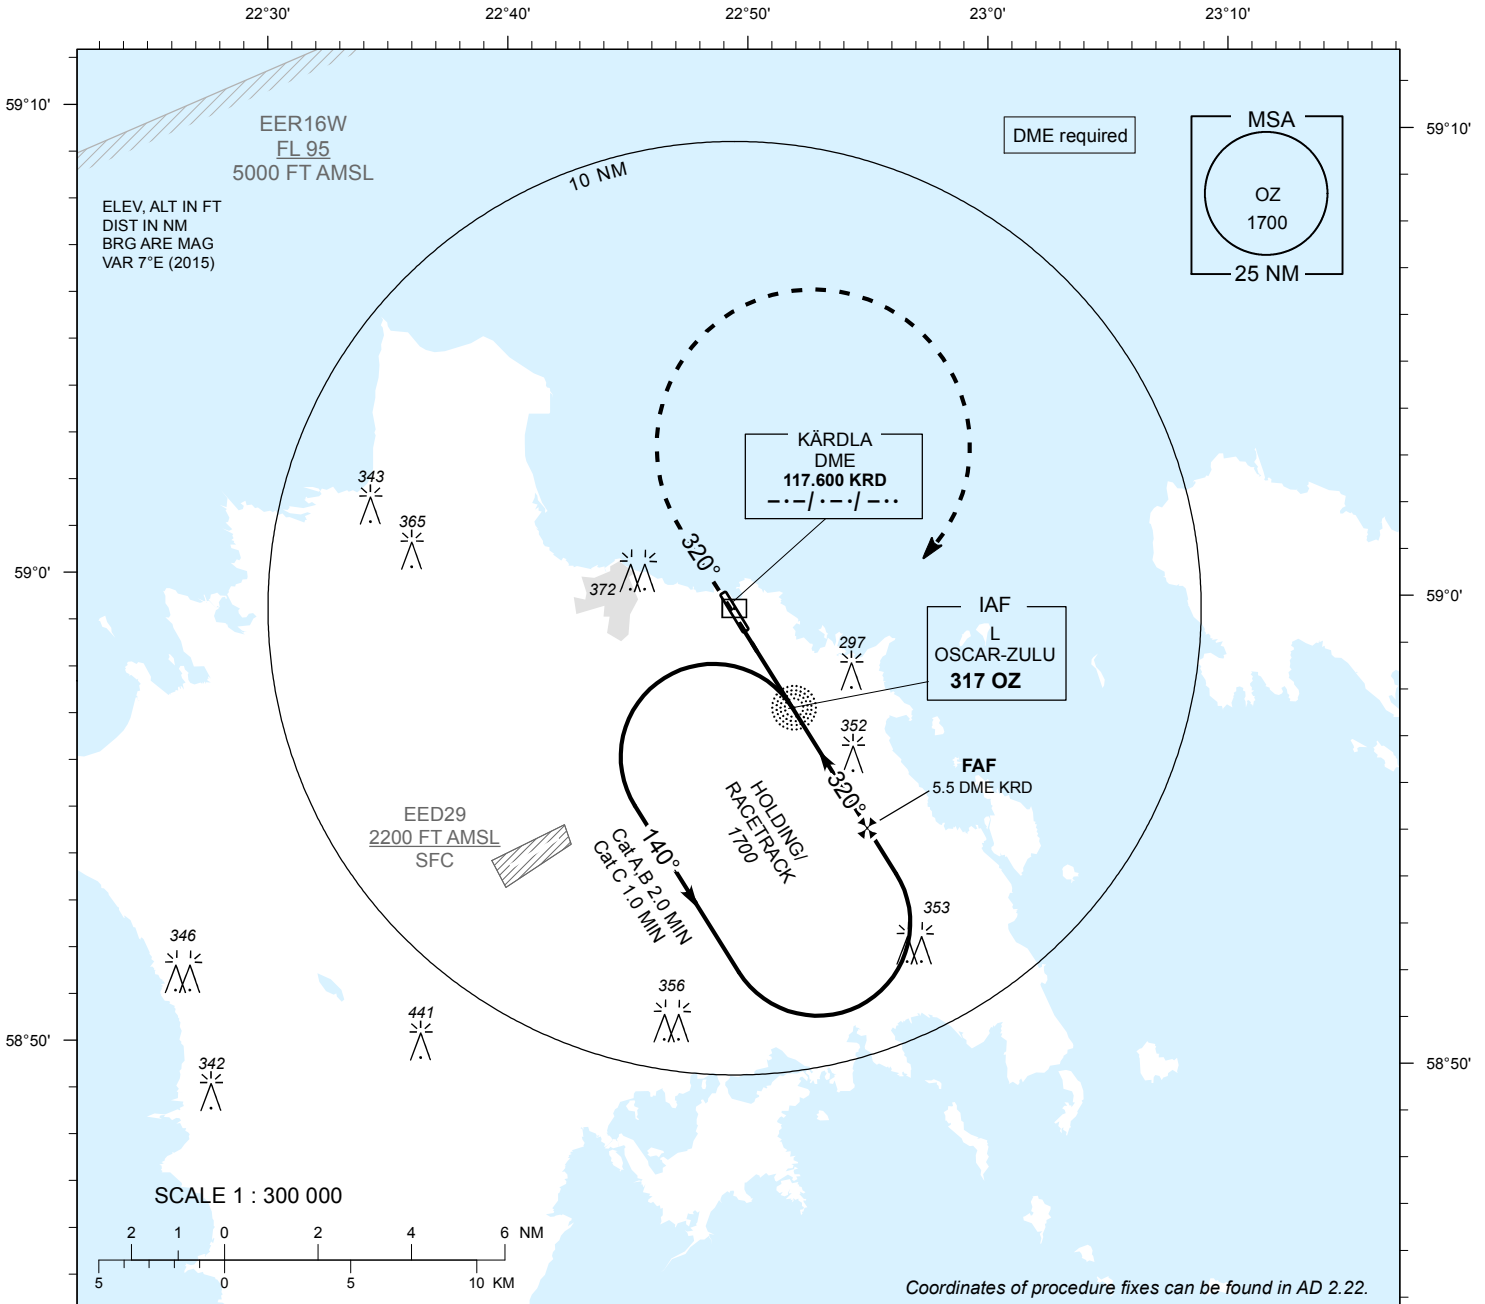 22°30' 22°40' 22°50' 23°0' 23°10'
59°10'
59°10'
EER16W
FL 95
5000 FT AMSL
DME required
MSA
OZ
1700
25 NM
10 NM
ELEV, ALT IN FT
DIST IN NM
BRG ARE MAG
VAR 7°E (2015)
KÄRDLA
DME
117.600 KRD
343
365
320°
59°0'
372
59°0'
IAF
L
OSCAR-ZULU
317 OZ
297
352
FAF
5.5 DME KRD
320°
HOLDING/
RACETRACK
1700
EED29
2200 FT AMSL
SFC
140°
Cat A,B 2.0 MIN
Cat C 1.0 MIN
353
346
356
441
58°50'
58°50'
342
SCALE 1 : 300 000
2 1 0 2 4 6 NM
5 0 5 10 KM
Coordinates of procedure fixes can be found in AD 2.22.